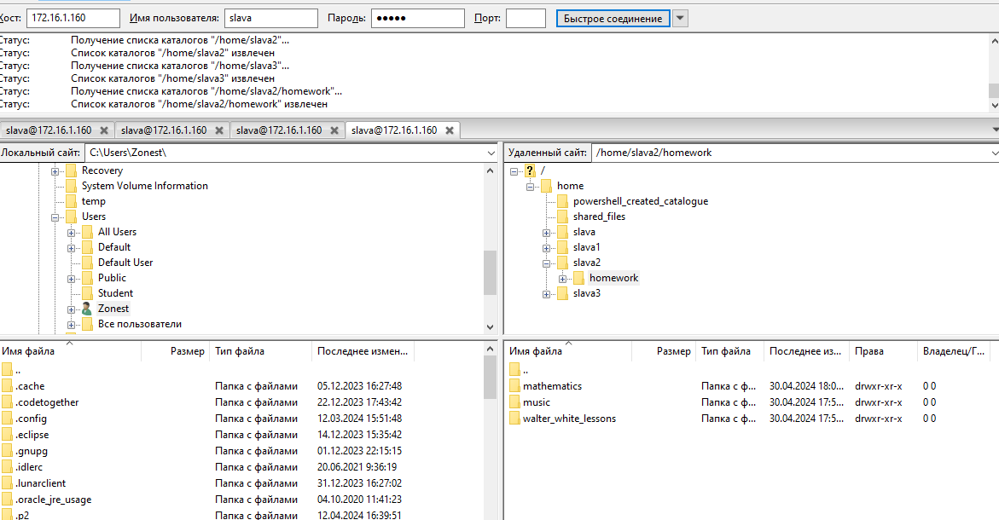 Хост: 172.16.1.160 Имя пользователя: slava Пароль: ●●●●● Порт: Быстрое соединение
Статус: Получение списка каталогов "/home/slava2"...
Статус: Список каталогов "/home/slava2" извлечен
Статус: Получение списка каталогов "/home/slava3"...
Статус: Список каталогов "/home/slava3" извлечен
Статус: Получение списка каталогов "/home/slava2/homework"...
Статус: Список каталогов "/home/slava2/homework" извлечен
slava@172.16.1.160 slava@172.16.1.160 slava@172.16.1.160 slava@172.16.1.160
Локальный сайт: C:\Users\Zonest\
Recovery
System Volume Information
temp
Users
All Users
Default
Default User
Public
Student
Zonest
Все пользователи
Имя файла Размер Тип файла Последнее измен...
..
.cache Папка с файлами 05.12.2023 16:27:48
.codetogether Папка с файлами 22.12.2023 17:43:42
.config Папка с файлами 12.03.2024 15:51:48
.eclipse Папка с файлами 14.12.2023 15:35:42
.gnupg Папка с файлами 01.12.2023 22:15:15
.idlerc Папка с файлами 20.06.2021 9:36:19
.lunarclient Папка с файлами 31.12.2023 16:27:02
.oracle_jre_usage Папка с файлами 04.10.2020 11:41:23
.p2 Папка с файлами 12.04.2024 16:39:51
Удаленный сайт: /home/slava2/homework
/
home
powershell_created_catalogue
shared_files
slava
slava1
slava2
homework
slava3
Имя файла Размер Тип файла Последнее из... Права Владелец/Г...
..
mathematics Папка с ф... 30.04.2024 18:0... drwxr-xr-x 0 0
music Папка с ф... 30.04.2024 17:5... drwxr-xr-x 0 0
walter_white_lessons Папка с ф... 30.04.2024 17:5... drwxr-xr-x 0 0